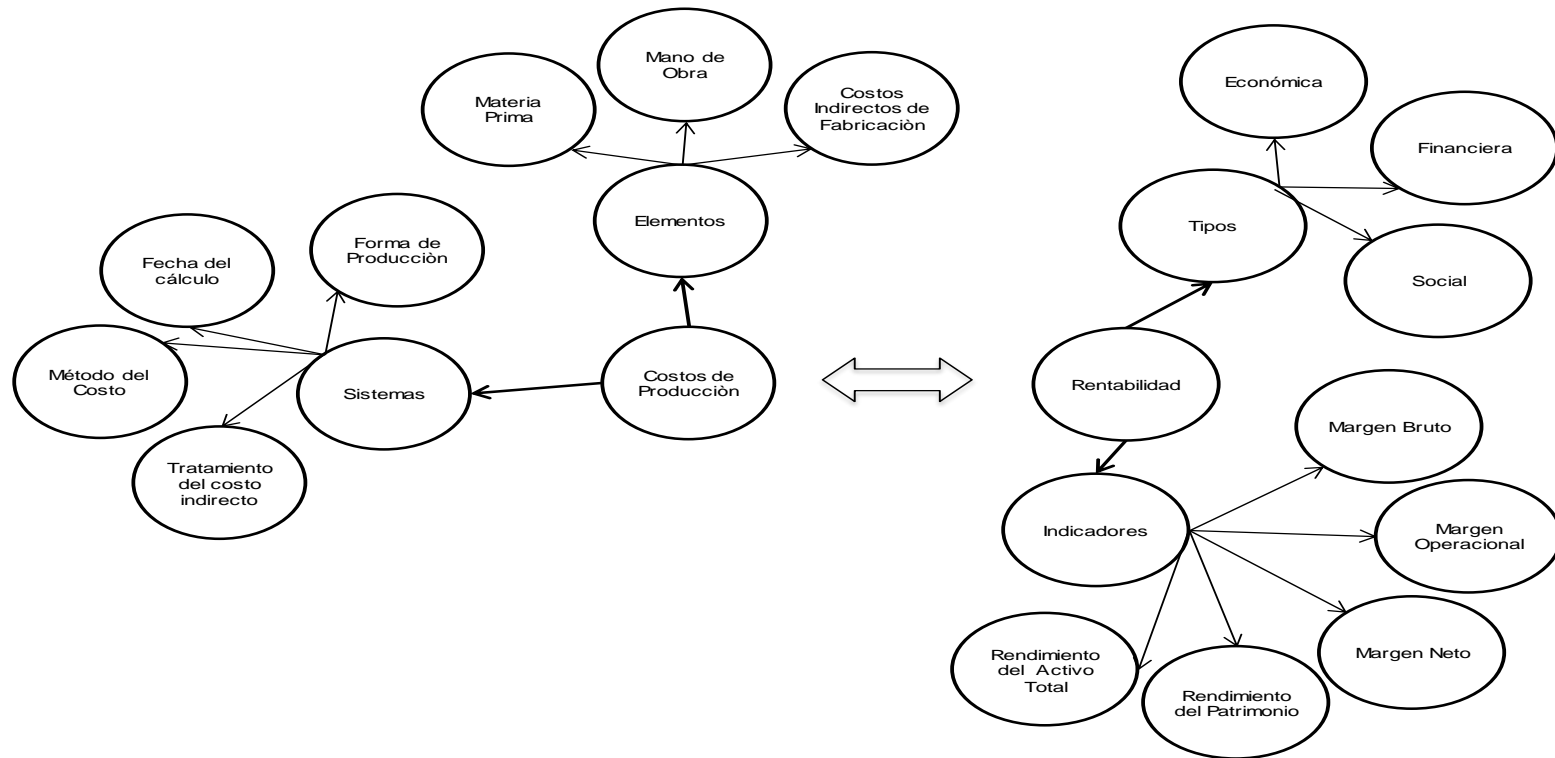 Mano de
Obra
Materia
Prima
Costos
Indirectos de
Fabricaciòn
Elementos
Forma de
Producciòn
Fecha del
cálculo
Método del
Costo
Sistemas
Costos de
Producciòn
Tratamiento
del costo
indirecto
Económica
Financiera
Tipos
Social
Rentabilidad
Margen Bruto
Indicadores
Margen
Operacional
Margen Neto
Rendimiento
del Activo
Total
Rendimiento
del Patrimonio